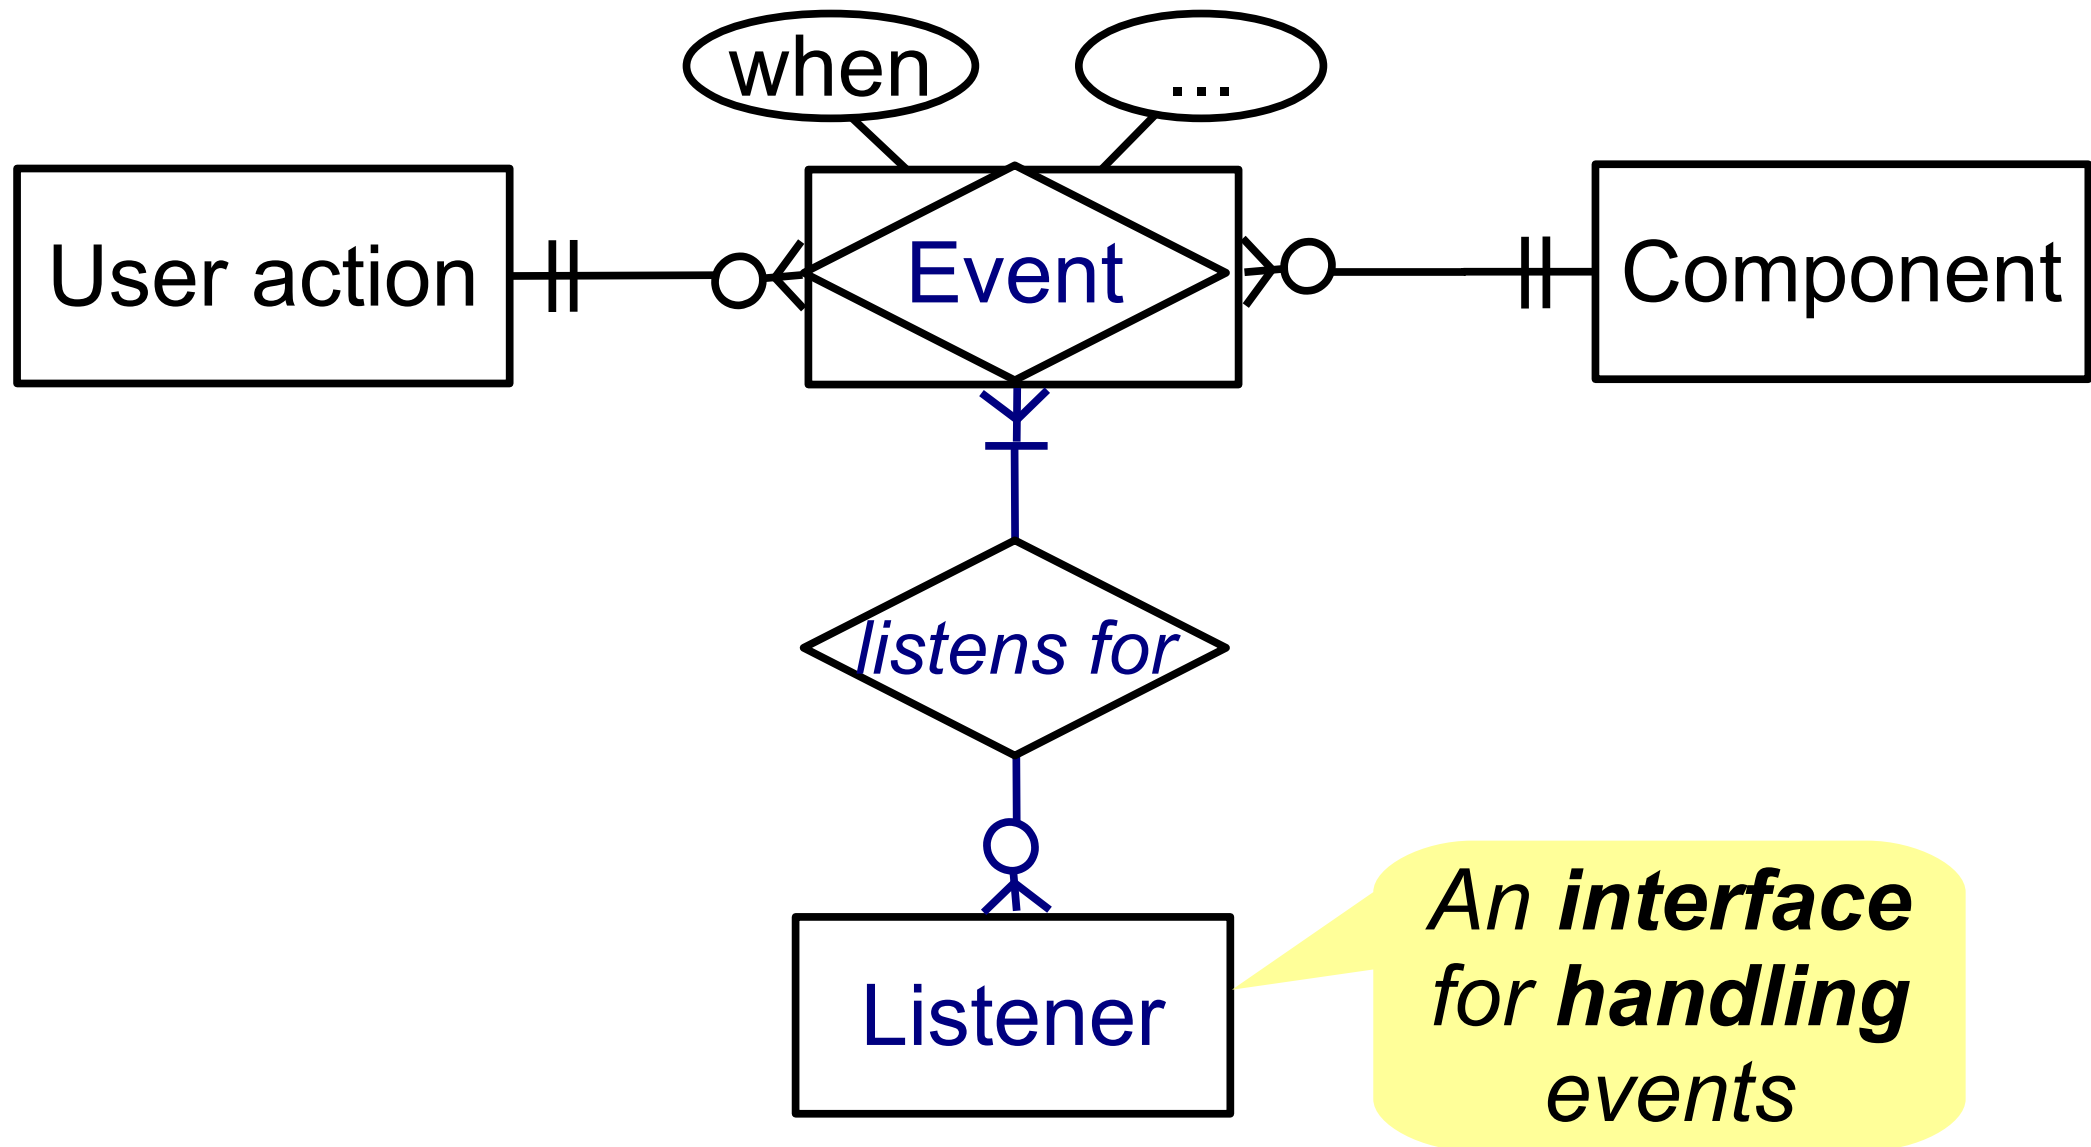 when
...
User action
Event
Component
listens for
Listener
An interface
for handling
events